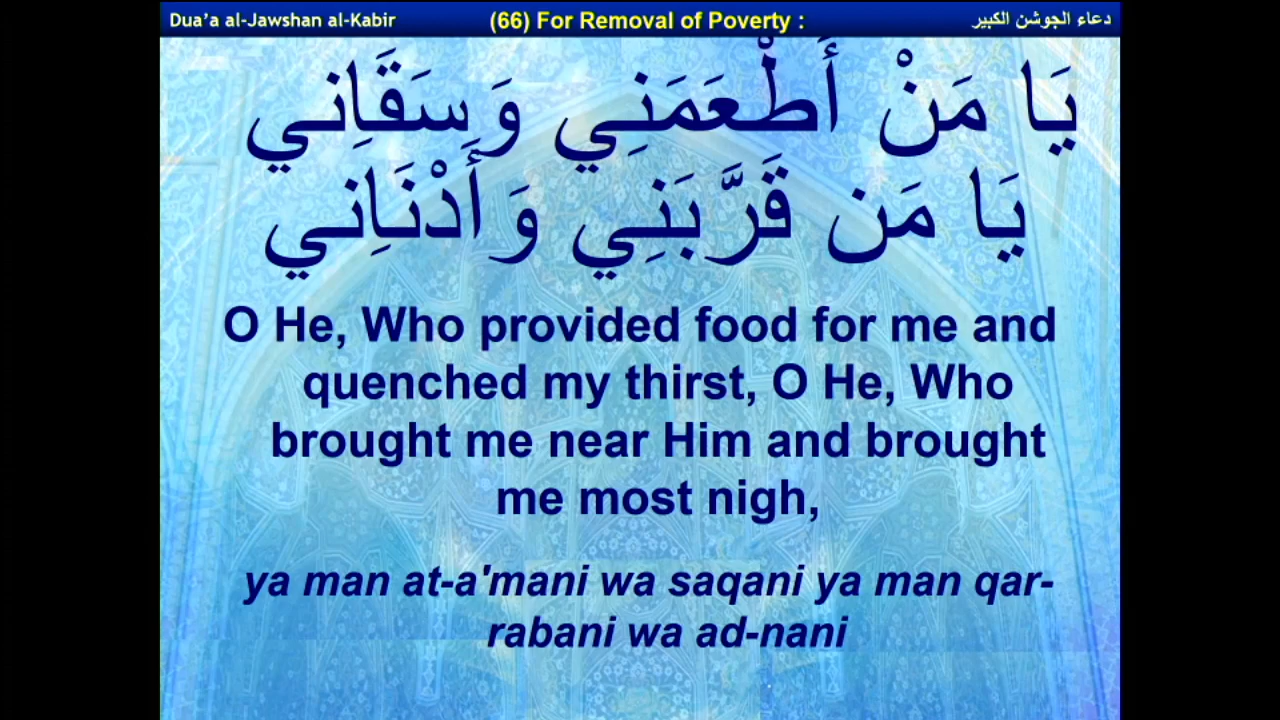 Dua’a al-Jawshan al-Kabir (66) For Removal of Poverty : دعاء الجوشن الكبير
يَا مَنْ أَطْعَمَنِي وَسَقَانِي
يَا مَن قَرَّبَنِي وَأَدْنَانِي
O He, Who provided food for me and
quenched my thirst, O He, Who
brought me near Him and brought
me most nigh,
ya man at-a'mani wa saqani ya man qar-
rabani wa ad-nani